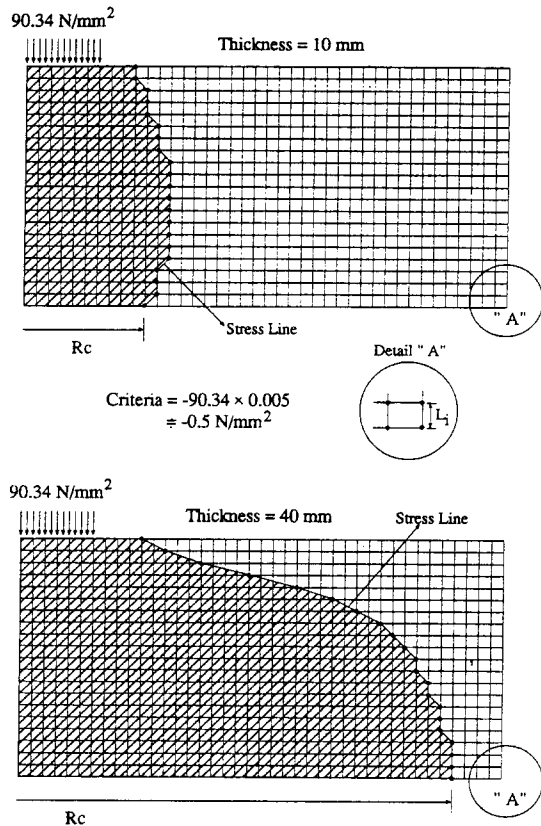 90.34 N/mm²
Thickness = 10 mm
Stress Line
Rc
" A"
Detail " A"
Lᵢ
Criteria = -90.34 × 0.005
≑ -0.5 N/mm²
90.34 N/mm²
Thickness = 40 mm
Stress Line
" A"
Rc